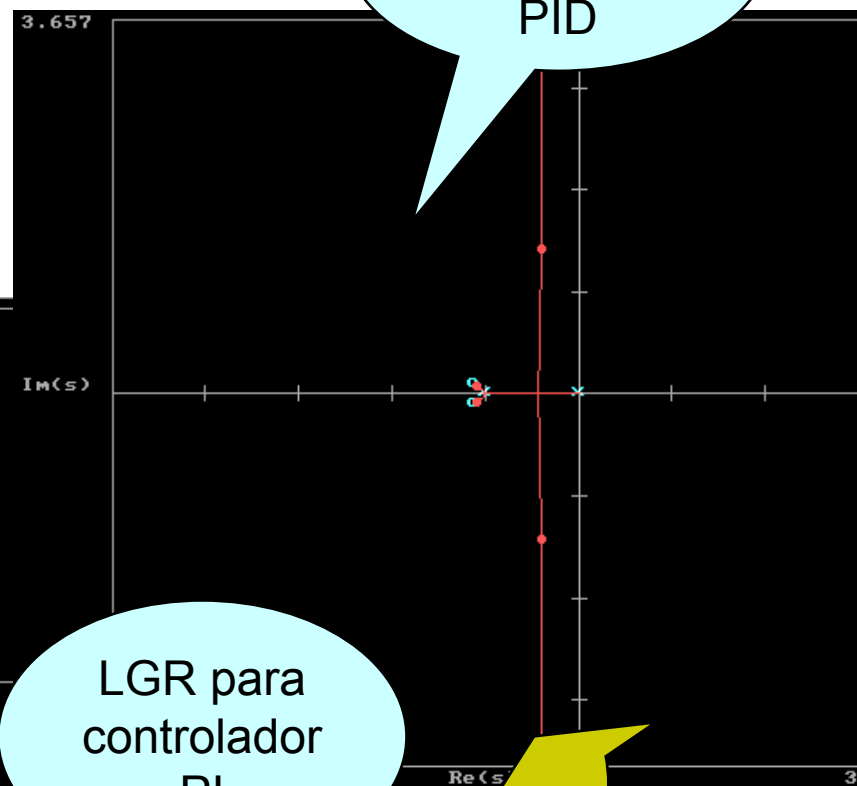 PID
3.657
Im(s)
LGR para
controlador
Re(s
3